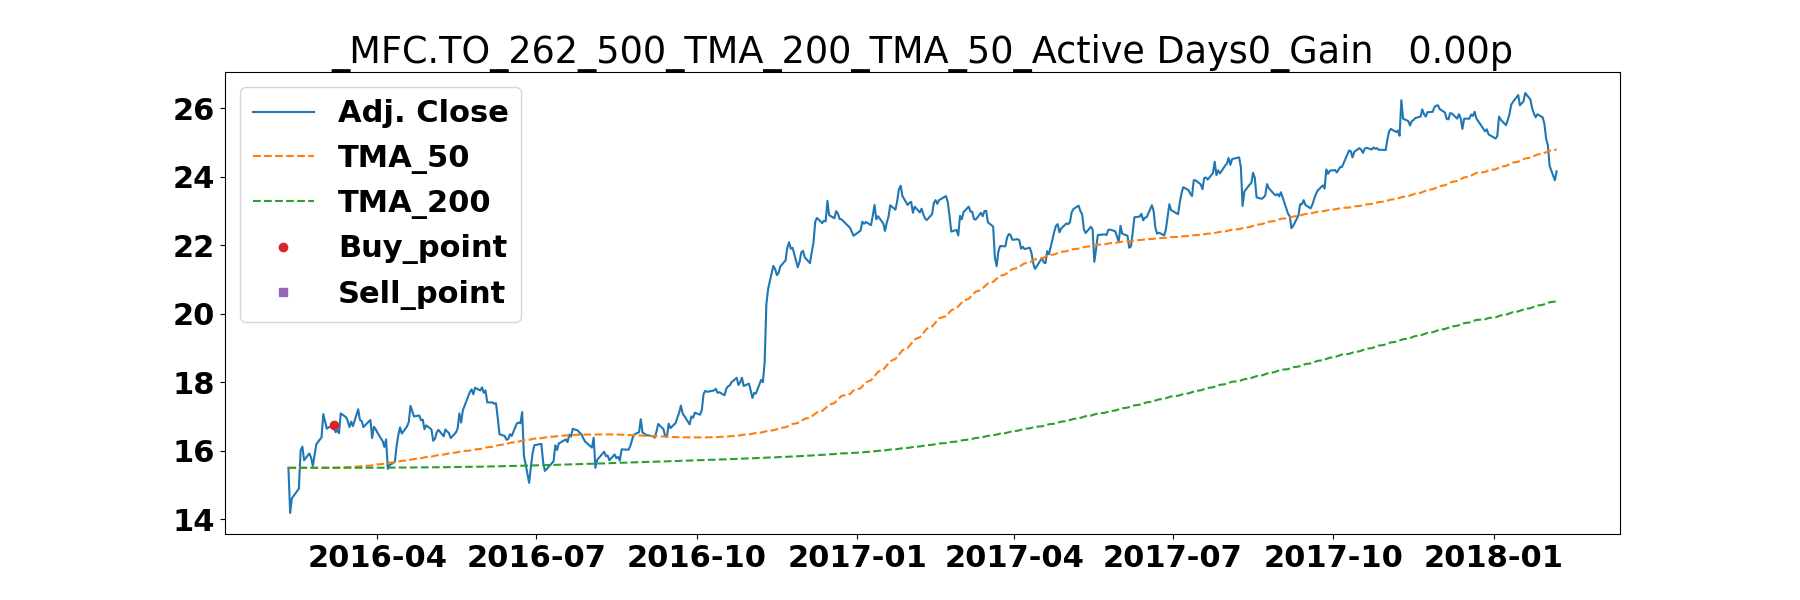 _MFC.TO_262_500_TMA_200_TMA_50_Active Days0_Gain   0.00p
26
24
22
20
18
16
14
Adj. Close
TMA_50
TMA_200
Buy_point
Sell_point
2016-04 2016-07 2016-10 2017-01 2017-04 2017-07 2017-10 2018-01